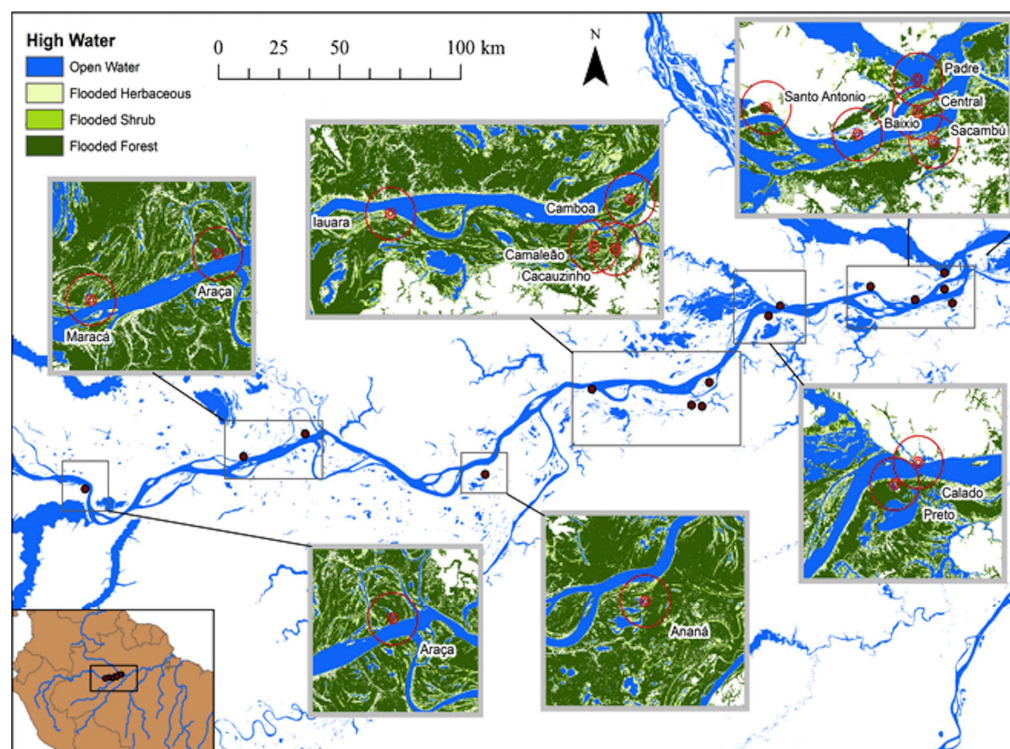 High Water
Open Water
Flooded Herbaceous
Flooded Shrub
Flooded Forest
0 25 50 100 km
N
Padre
Santo Antonio
Central
Baixio
Sacambú
Iauara
Camboa
Camaleão
Cacauzinho
Araça
Maracá
Calado
Preto
Araça
Ananá